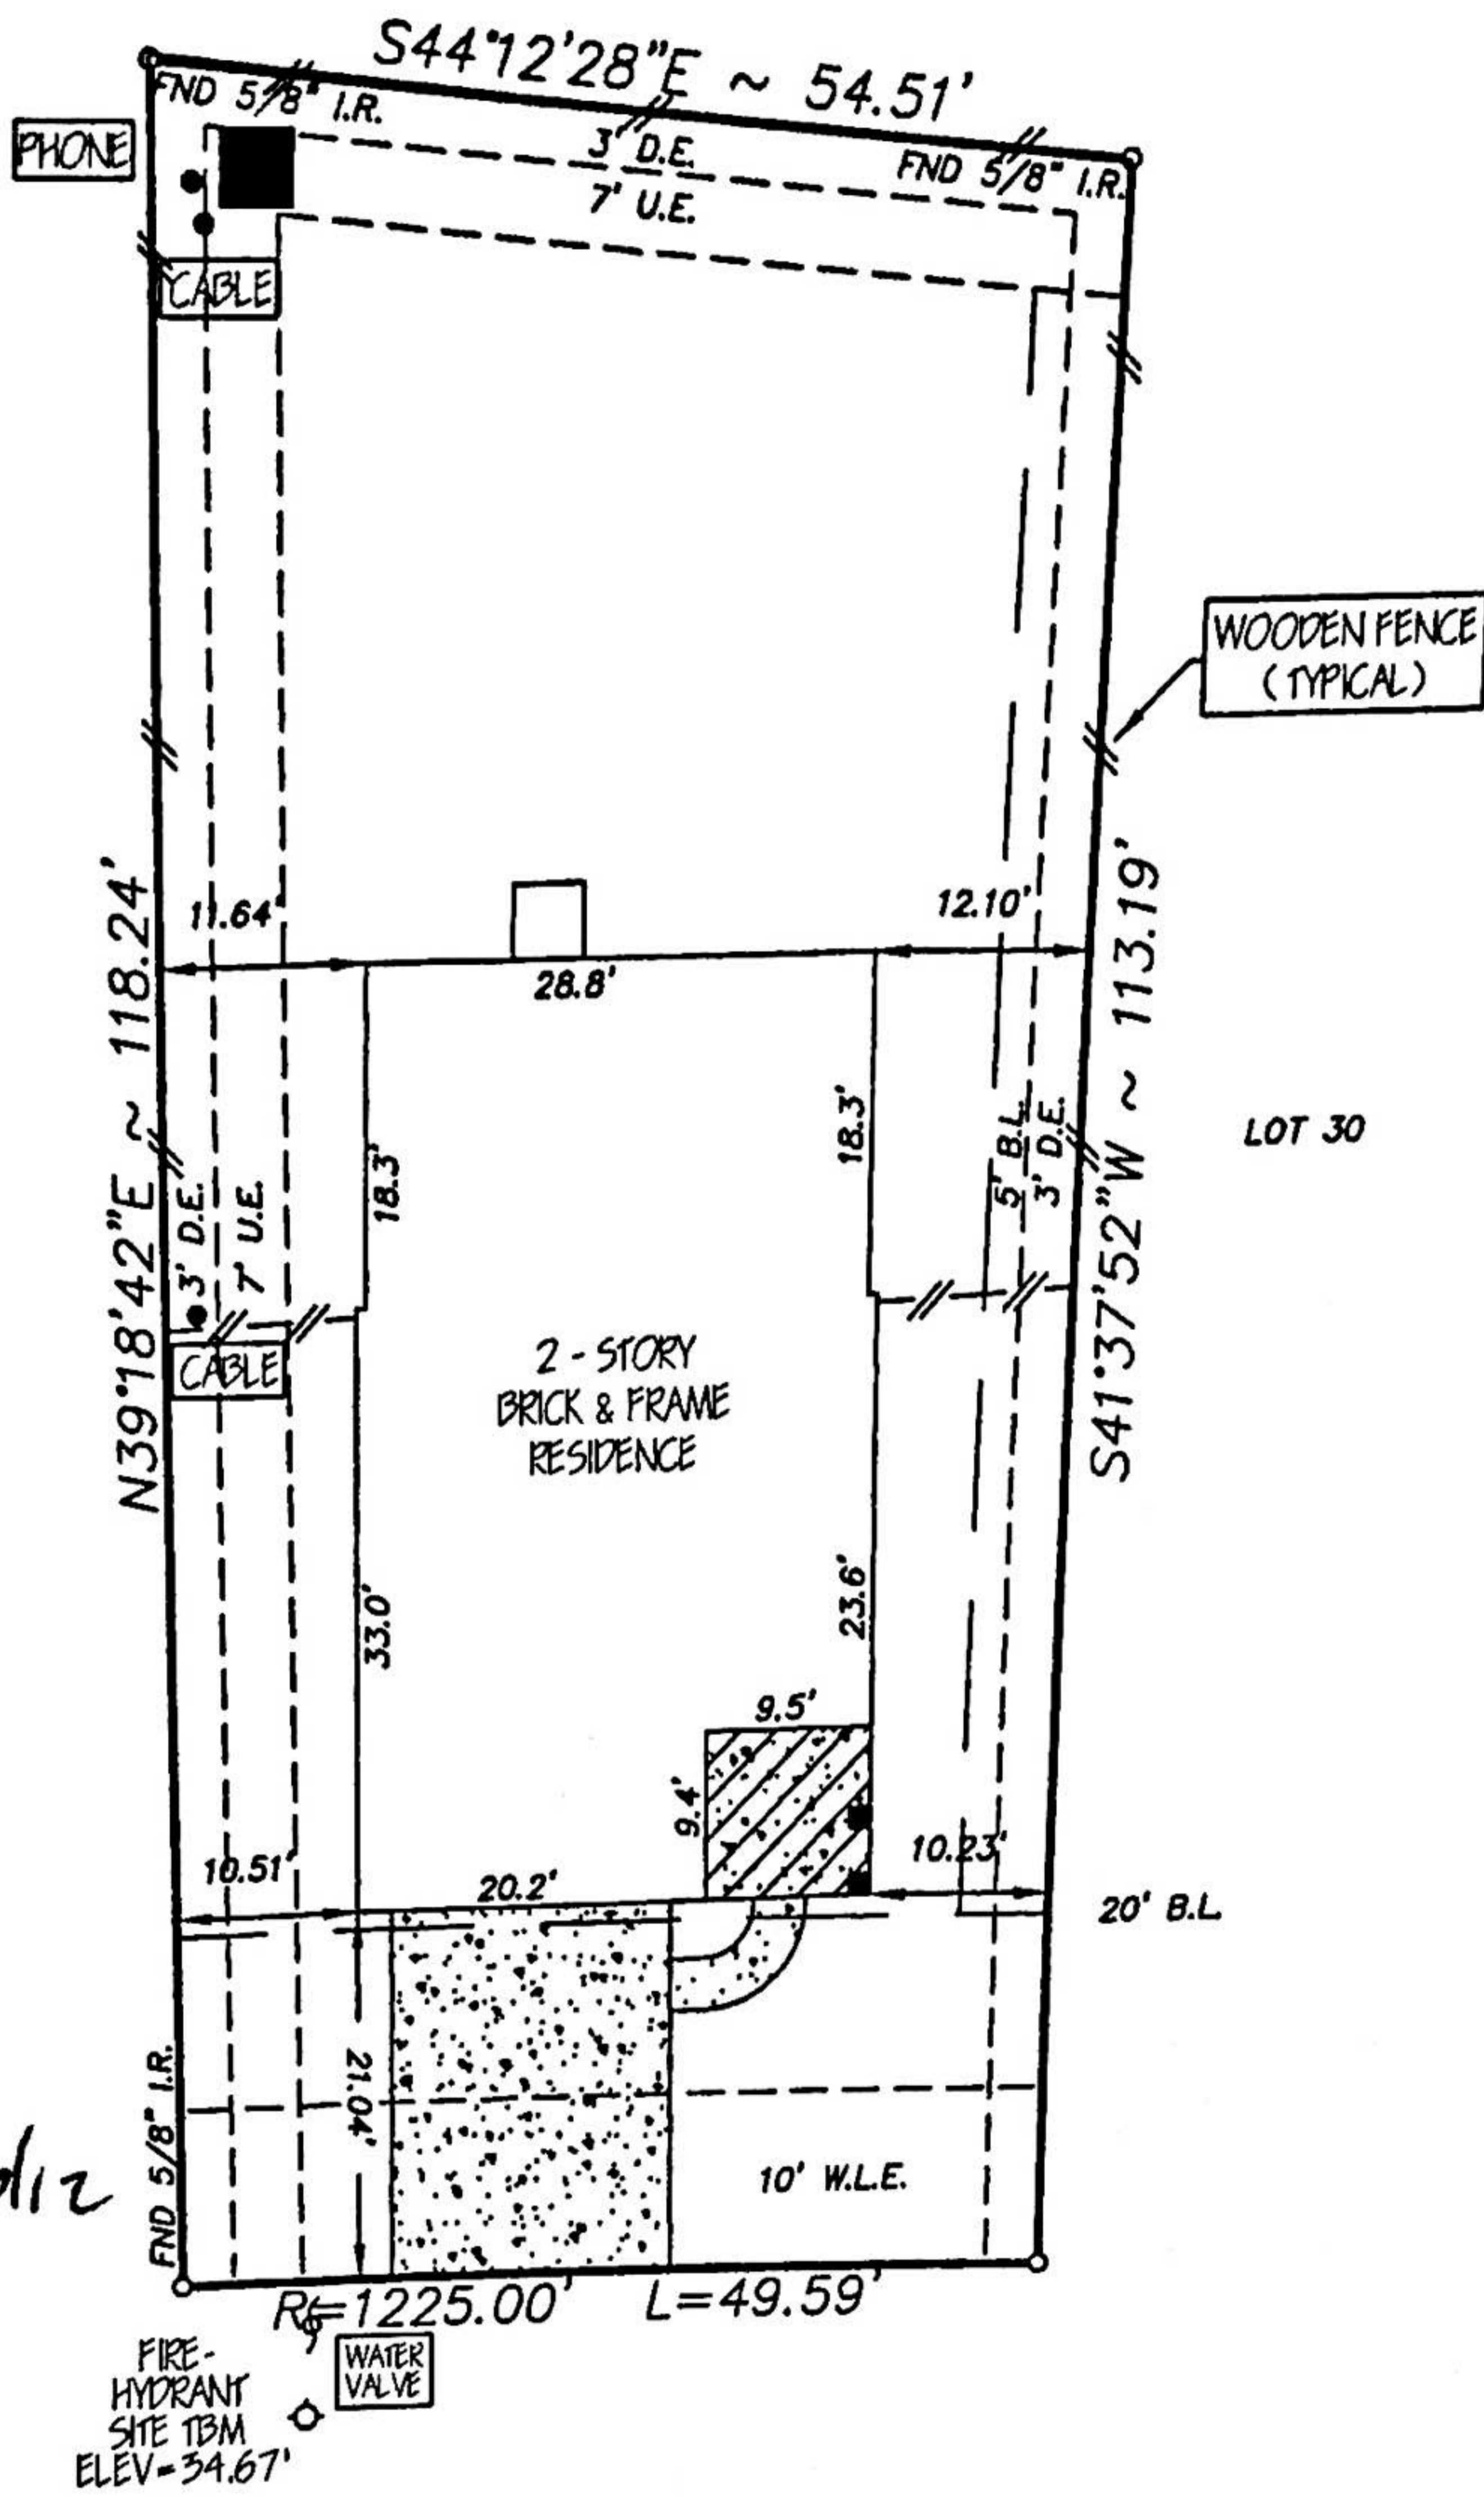 S44°12'28"E ~ 54.51'
FND 5/8" I.R.
PHONE
3' D.E.
FND 5/8" I.R.
7' U.E.
CABLE
WOODEN FENCE
(TYPICAL)
11.64'
12.10'
28.8'
N39°18'42"E ~ 118.24'
S41°37'52"W ~ 113.19'
LOT 30
18.3'
18.3'
3' D.E.
7' U.E.
5' B.L.
3' D.E.
CABLE
2-STORY
BRICK & FRAME
RESIDENCE
33.0'
23.6'
9.5'
9.4'
10.51'
20.2'
10.23'
20' B.L.
21.04'
FND 5/8" I.R.
10' W.L.E.
R=1225.00' L=49.59'
WATER
VALVE
FIRE-
HYDRANT
SITE TBM
ELEV=34.67'